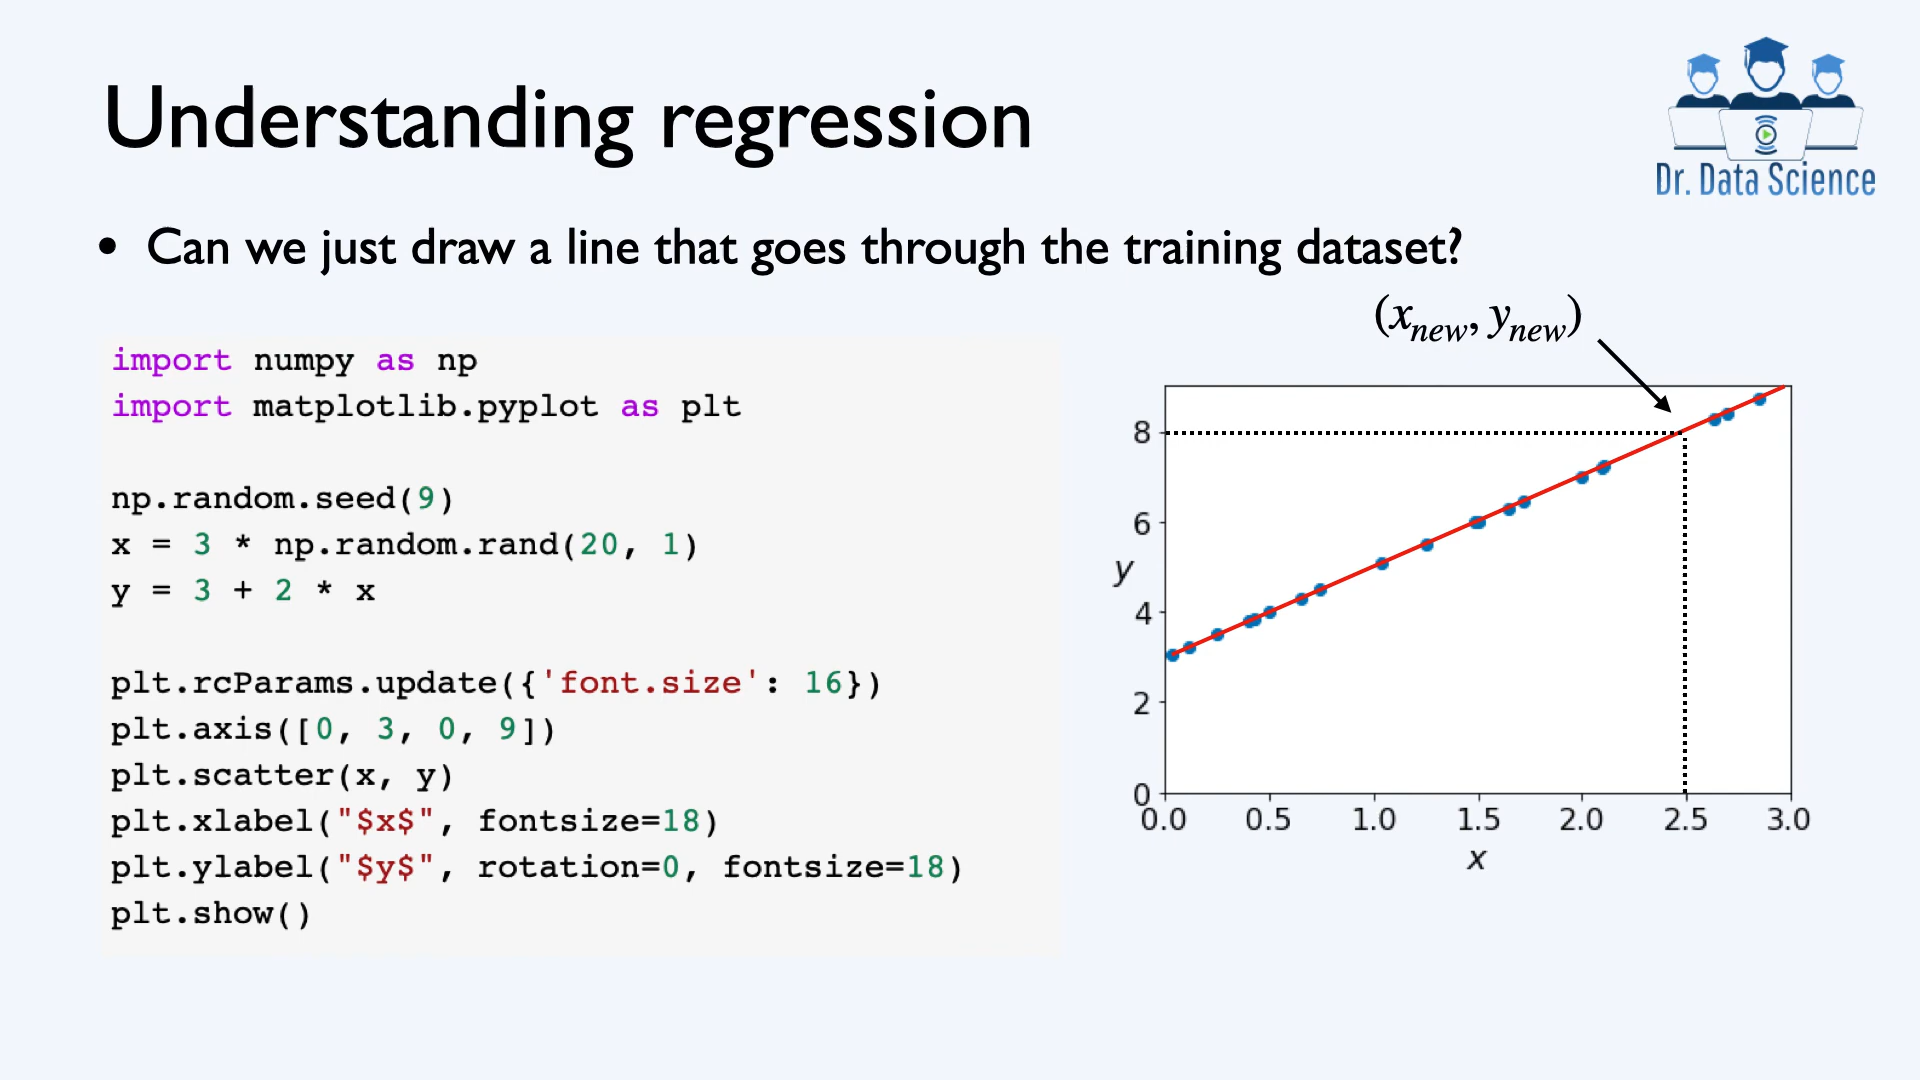 Understanding regression
Dr. Data Science
• Can we just draw a line that goes through the training dataset?
import numpy as np
import matplotlib.pyplot as plt
np.random.seed(9)
x = 3 * np.random.rand(20, 1)
y = 3 + 2 * x
plt.rcParams.update({'font.size': 16})
plt.axis([0, 3, 0, 9])
plt.scatter(x, y)
plt.xlabel("$x$", fontsize=18)
plt.ylabel("$y$", rotation=0, fontsize=18)
plt.show()
(x_new, y_new)
8
6
y
4
2
0
0.0 0.5 1.0 1.5 2.0 2.5 3.0
x